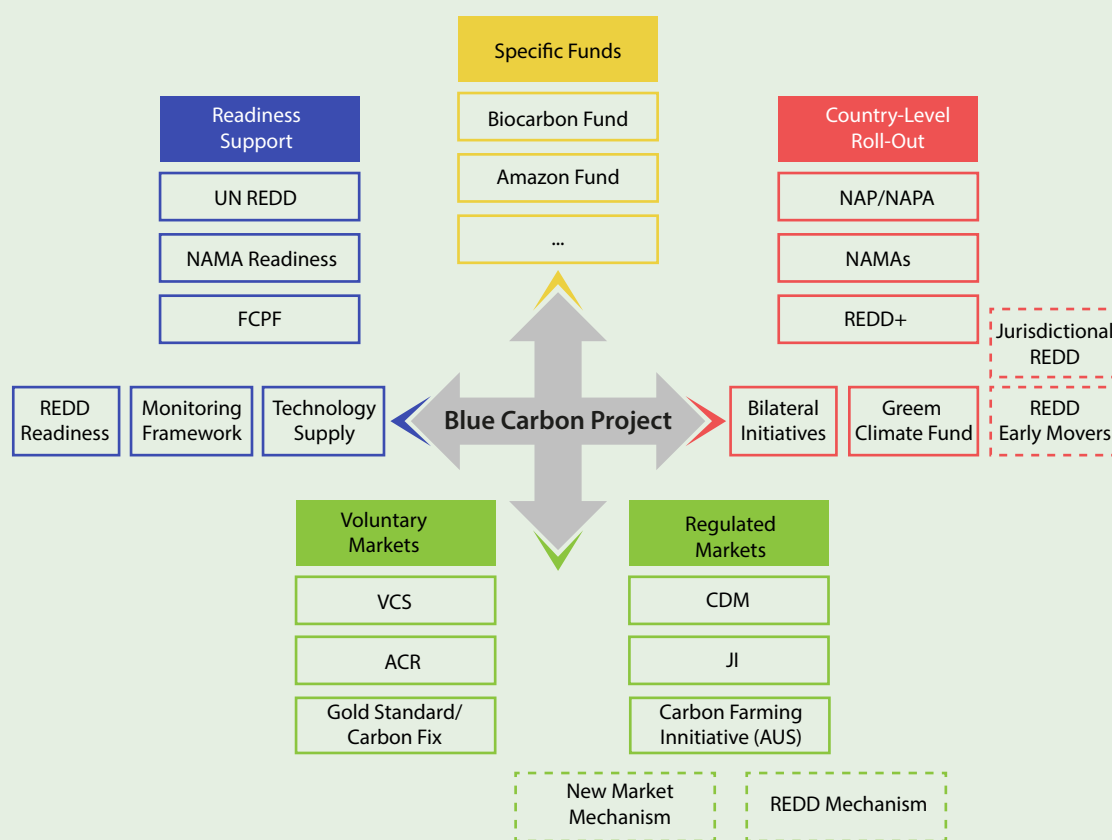 Specific Funds
Biocarbon Fund
Amazon Fund
...
Readiness
Support
UN REDD
NAMA Readiness
FCPF
REDD
Readiness
Monitoring
Framework
Technology
Supply
Country-Level
Roll-Out
NAP/NAPA
NAMAs
REDD+
Jurisdictional
REDD
Bilateral
Initiatives
Greem
Climate Fund
REDD
Early Movers
Blue Carbon Project
Voluntary
Markets
VCS
ACR
Gold Standard/
Carbon Fix
Regulated
Markets
CDM
JI
Carbon Farming
Innitiative (AUS)
New Market
Mechanism
REDD Mechanism